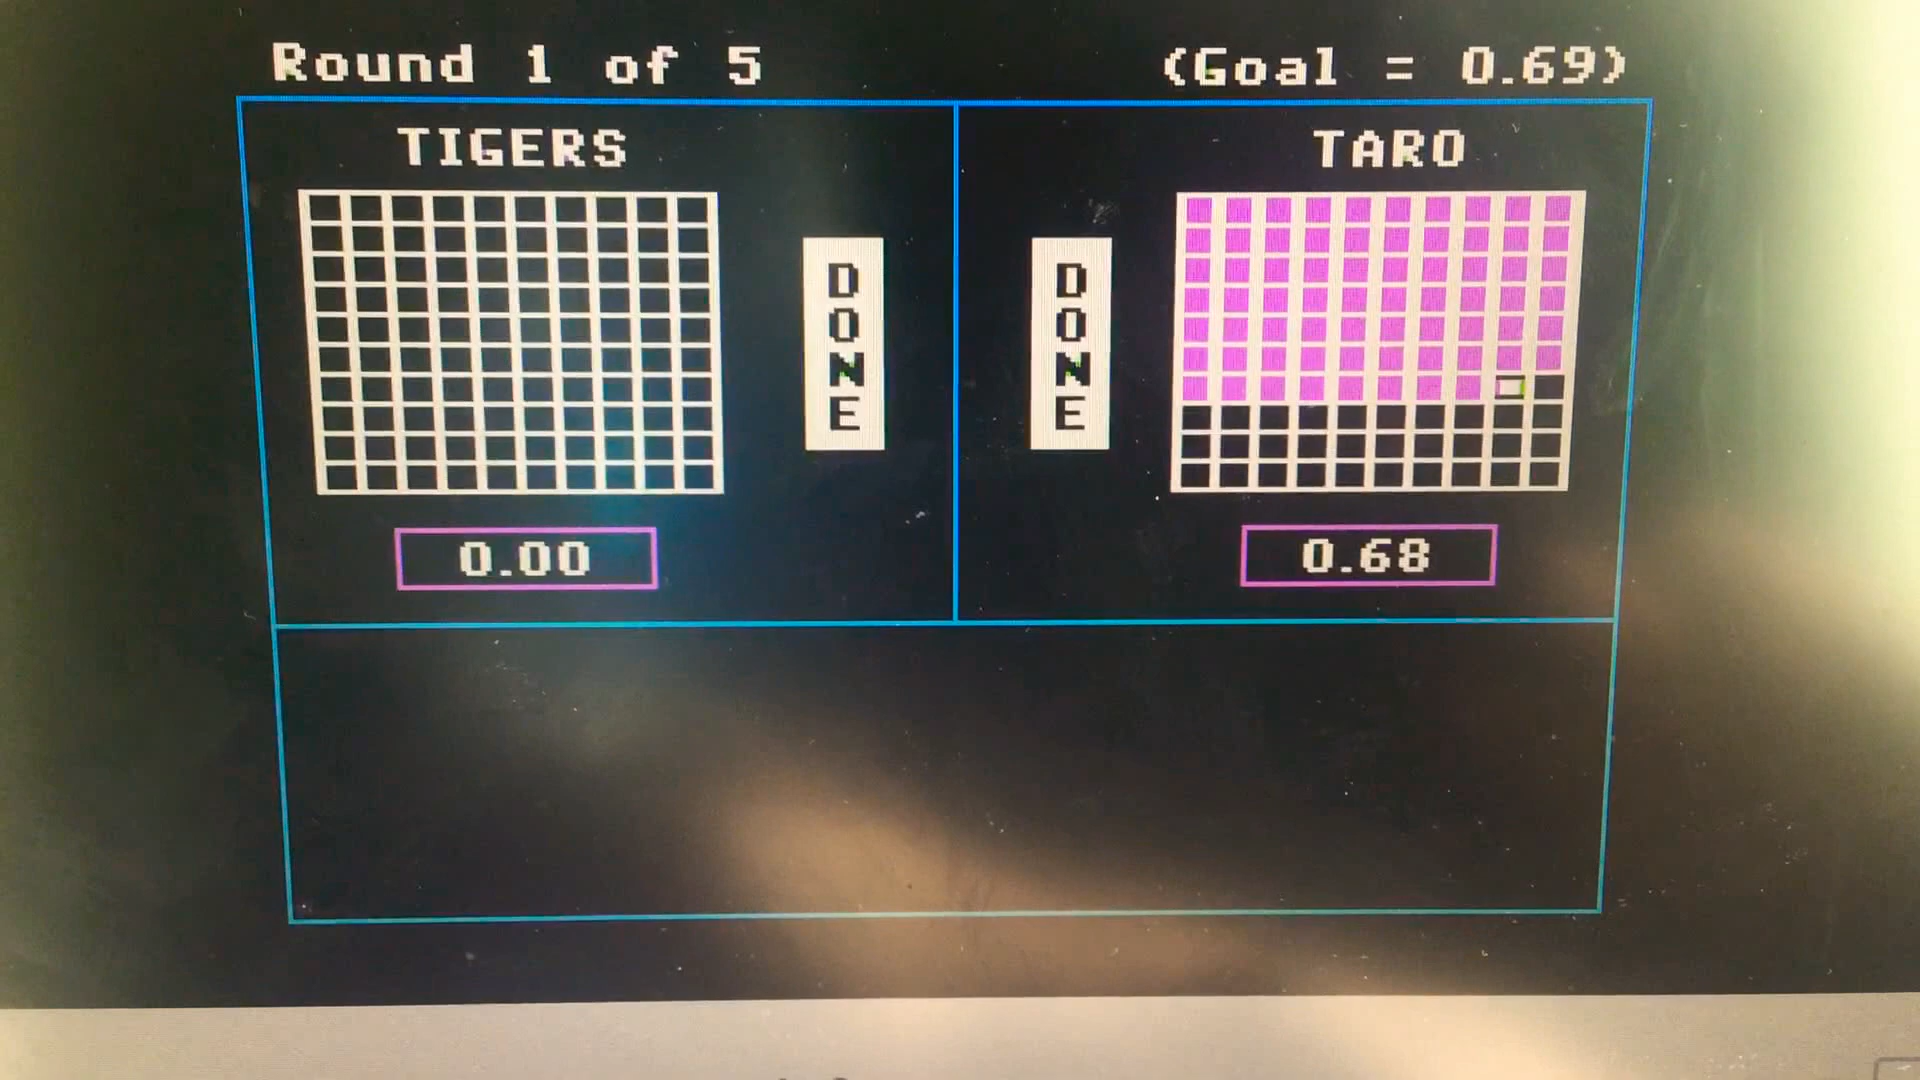 Round 1 of 5
(Goal = 0.69)
TIGERS
TARO
DONE
DONE
0.00
0.68